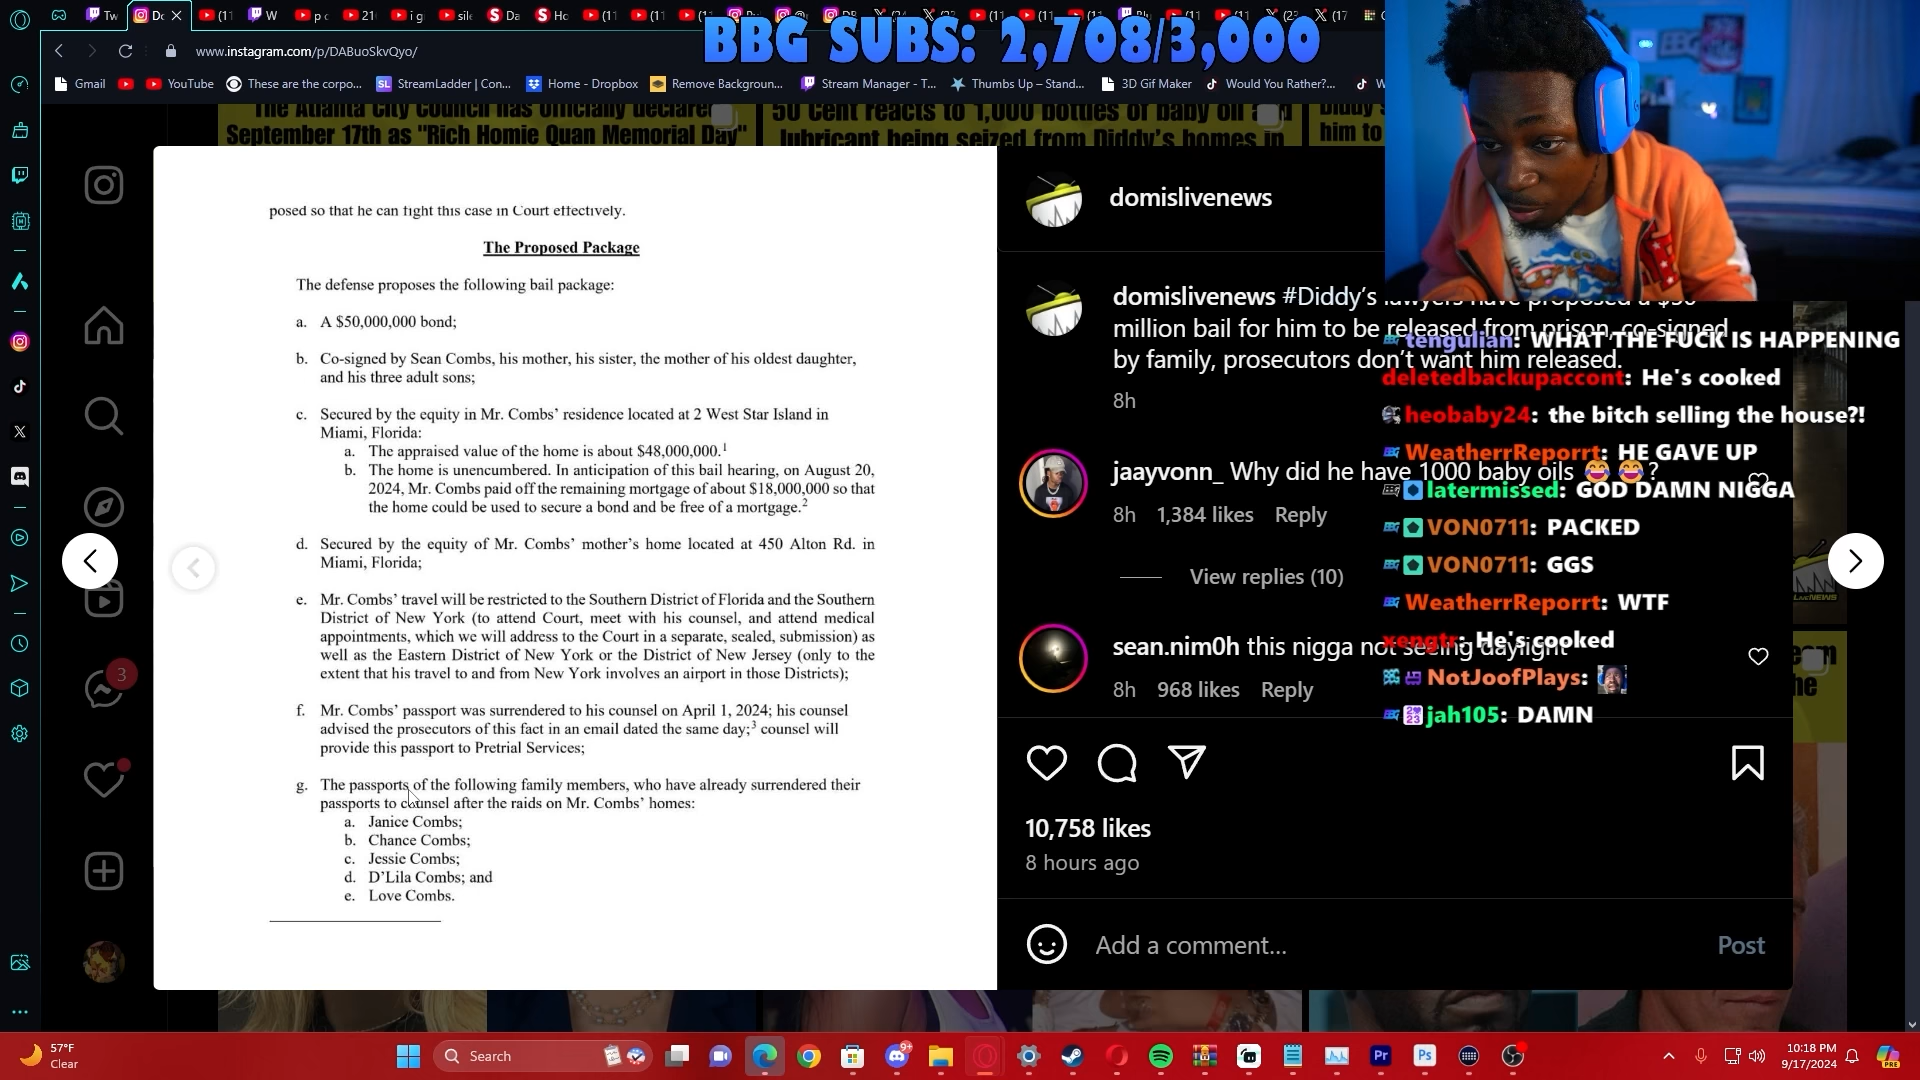 Tw
Do
(11
W
p c
21
i gi
sile
Da
Ho
(11
(11
(11
BBG SUBS: 2,708/3,000
www.instagram.com/p/DABuoSkvQyo/
Gmail
YouTube
These are the corpo...
StreamLadder | Con...
Home - Dropbox
Remove Backgroun...
Stream Manager - T...
Thumbs Up – Stand...
3D Gif Maker
Would You Rather?...
The Atlanta City Council has officially declared
September 17th as "Rich Homie Quan Memorial Day"
50 Cent reacts to 1,000 bottles of baby oil and
lubricant being seized from Diddy's homes in
him to
posed so that he can fight this case in Court effectively.
The Proposed Package
The defense proposes the following bail package:
a. A $50,000,000 bond;
b. Co-signed by Sean Combs, his mother, his sister, the mother of his oldest daughter,
and his three adult sons;
c. Secured by the equity in Mr. Combs' residence located at 2 West Star Island in
Miami, Florida:
a. The appraised value of the home is about $48,000,000.1
b. The home is unencumbered. In anticipation of this bail hearing, on August 20,
2024, Mr. Combs paid off the remaining mortgage of about $18,000,000 so that
the home could be used to secure a bond and be free of a mortgage.2
d. Secured by the equity of Mr. Combs' mother's home located at 450 Alton Rd. in
Miami, Florida;
e. Mr. Combs' travel will be restricted to the Southern District of Florida and the Southern
District of New York (to attend Court, meet with his counsel, and attend medical
appointments, which we will address to the Court in a separate, sealed, submission) as
well as the Eastern District of New York or the District of New Jersey (only to the
extent that his travel to and from New York involves an airport in those Districts);
f. Mr. Combs' passport was surrendered to his counsel on April 1, 2024; his counsel
advised the prosecutors of this fact in an email dated the same day;3 counsel will
provide this passport to Pretrial Services;
g. The passports of the following family members, who have already surrendered their
passports to counsel after the raids on Mr. Combs' homes:
a. Janice Combs;
b. Chance Combs;
c. Jessie Combs;
d. D'Lila Combs; and
e. Love Combs.
domislivenews
domislivenews #Diddy's lawyers have proposed a $50
million bail for him to be released from prison, co-signed
by family, prosecutors don't want him released.
8h
jaayvonn_ Why did he have 1000 baby oils 😂😂?
8h 1,384 likes Reply
View replies (10)
sean.nim0h this nigga not seeing daylight
8h 968 likes Reply
tengulian: WHAT THE FUCK IS HAPPENING
deletedbackupaccont: He's cooked
heobaby24: the bitch selling the house?!
WeatherrReporrt: HE GAVE UP
latermissed: GOD DAMN NIGGA
VON0711: PACKED
VON0711: GGS
WeatherrReporrt: WTF
xengtr: He's cooked
NotJoofPlays:
jah105: DAMN
10,758 likes
8 hours ago
Add a comment...
Post
3
57°F
Clear
Search
9+
Pr
Ps
10:18 PM
9/17/2024